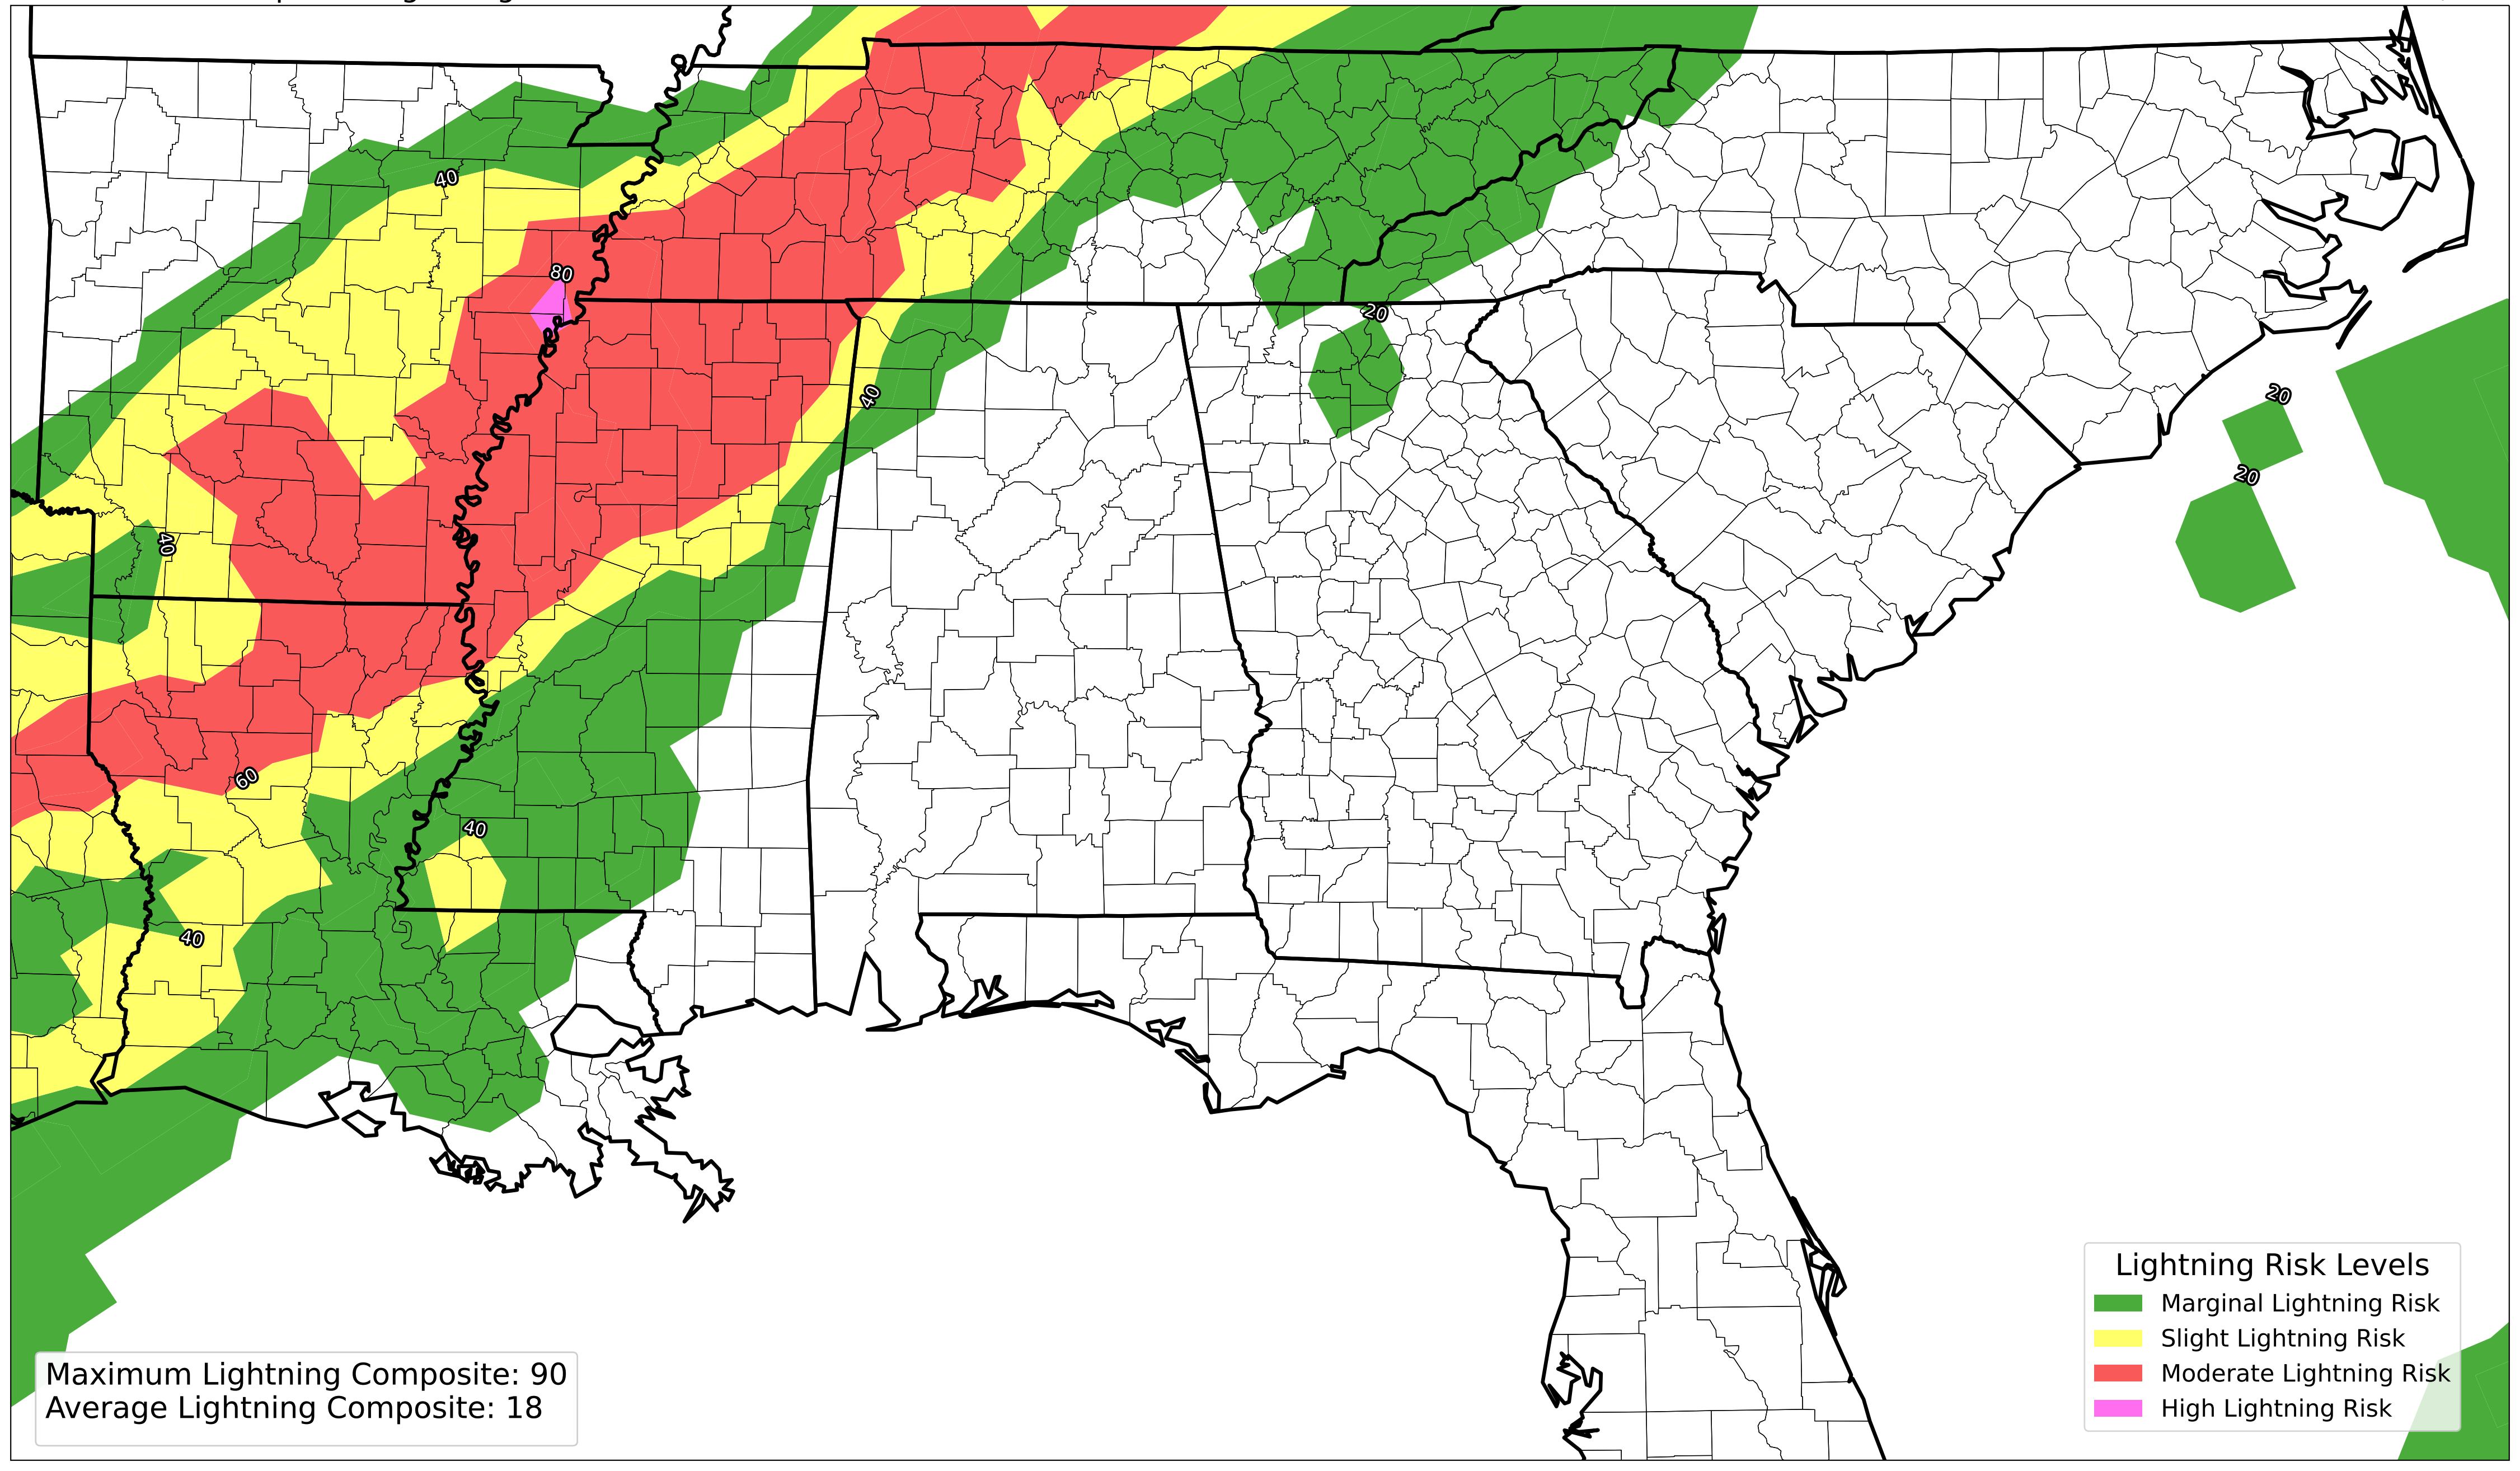 40
80
20
40
20
20
40
60
40
40
Lightning Risk Levels
Marginal Lightning Risk
Slight Lightning Risk
Moderate Lightning Risk
High Lightning Risk
Maximum Lightning Composite: 90
Average Lightning Composite: 18